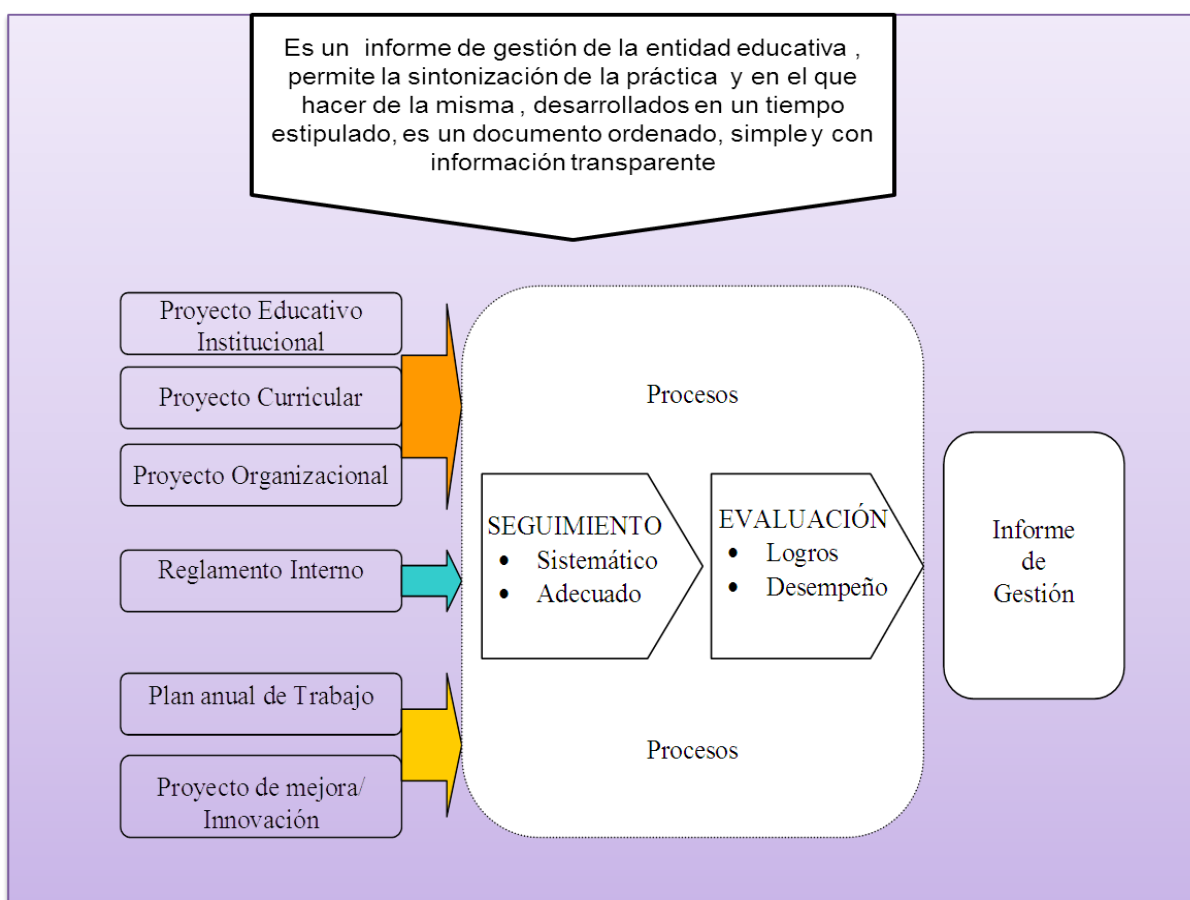 Es un informe de gestión de la entidad educativa ,
permite la sintonización de la práctica y en el que
hacer de la misma , desarrollados en un tiempo
estipulado, es un documento ordenado, simple y con
información transparente
Proyecto Educativo
Institucional
Proyecto Curricular
Proyecto Organizacional
Reglamento Interno
Plan anual de Trabajo
Proyecto de mejora/
Innovación
Procesos
SEGUIMIENTO
• Sistemático
• Adecuado
EVALUACIÓN
• Logros
• Desempeño
Procesos
Informe
de
Gestión